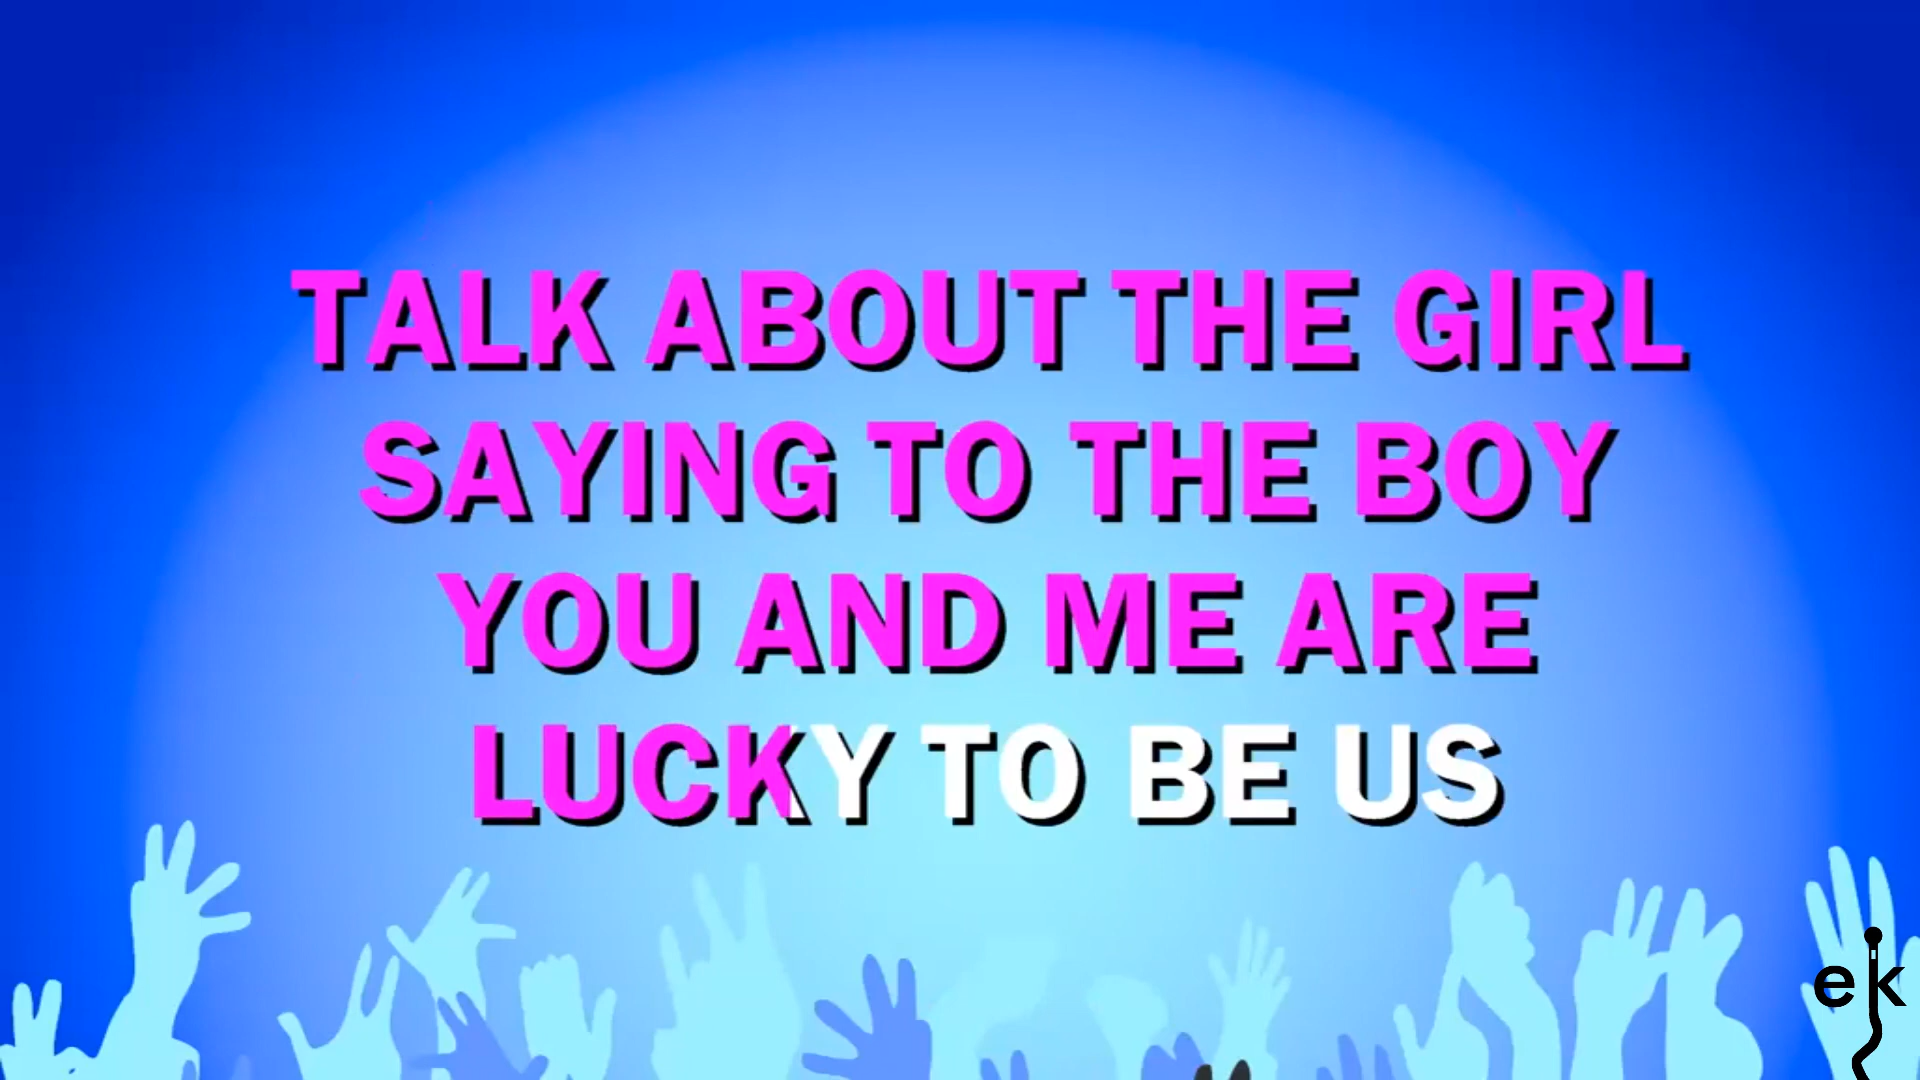 TALK ABOUT THE GIRL
SAYING TO THE BOY
YOU AND ME ARE
LUCKY TO BE US
ek